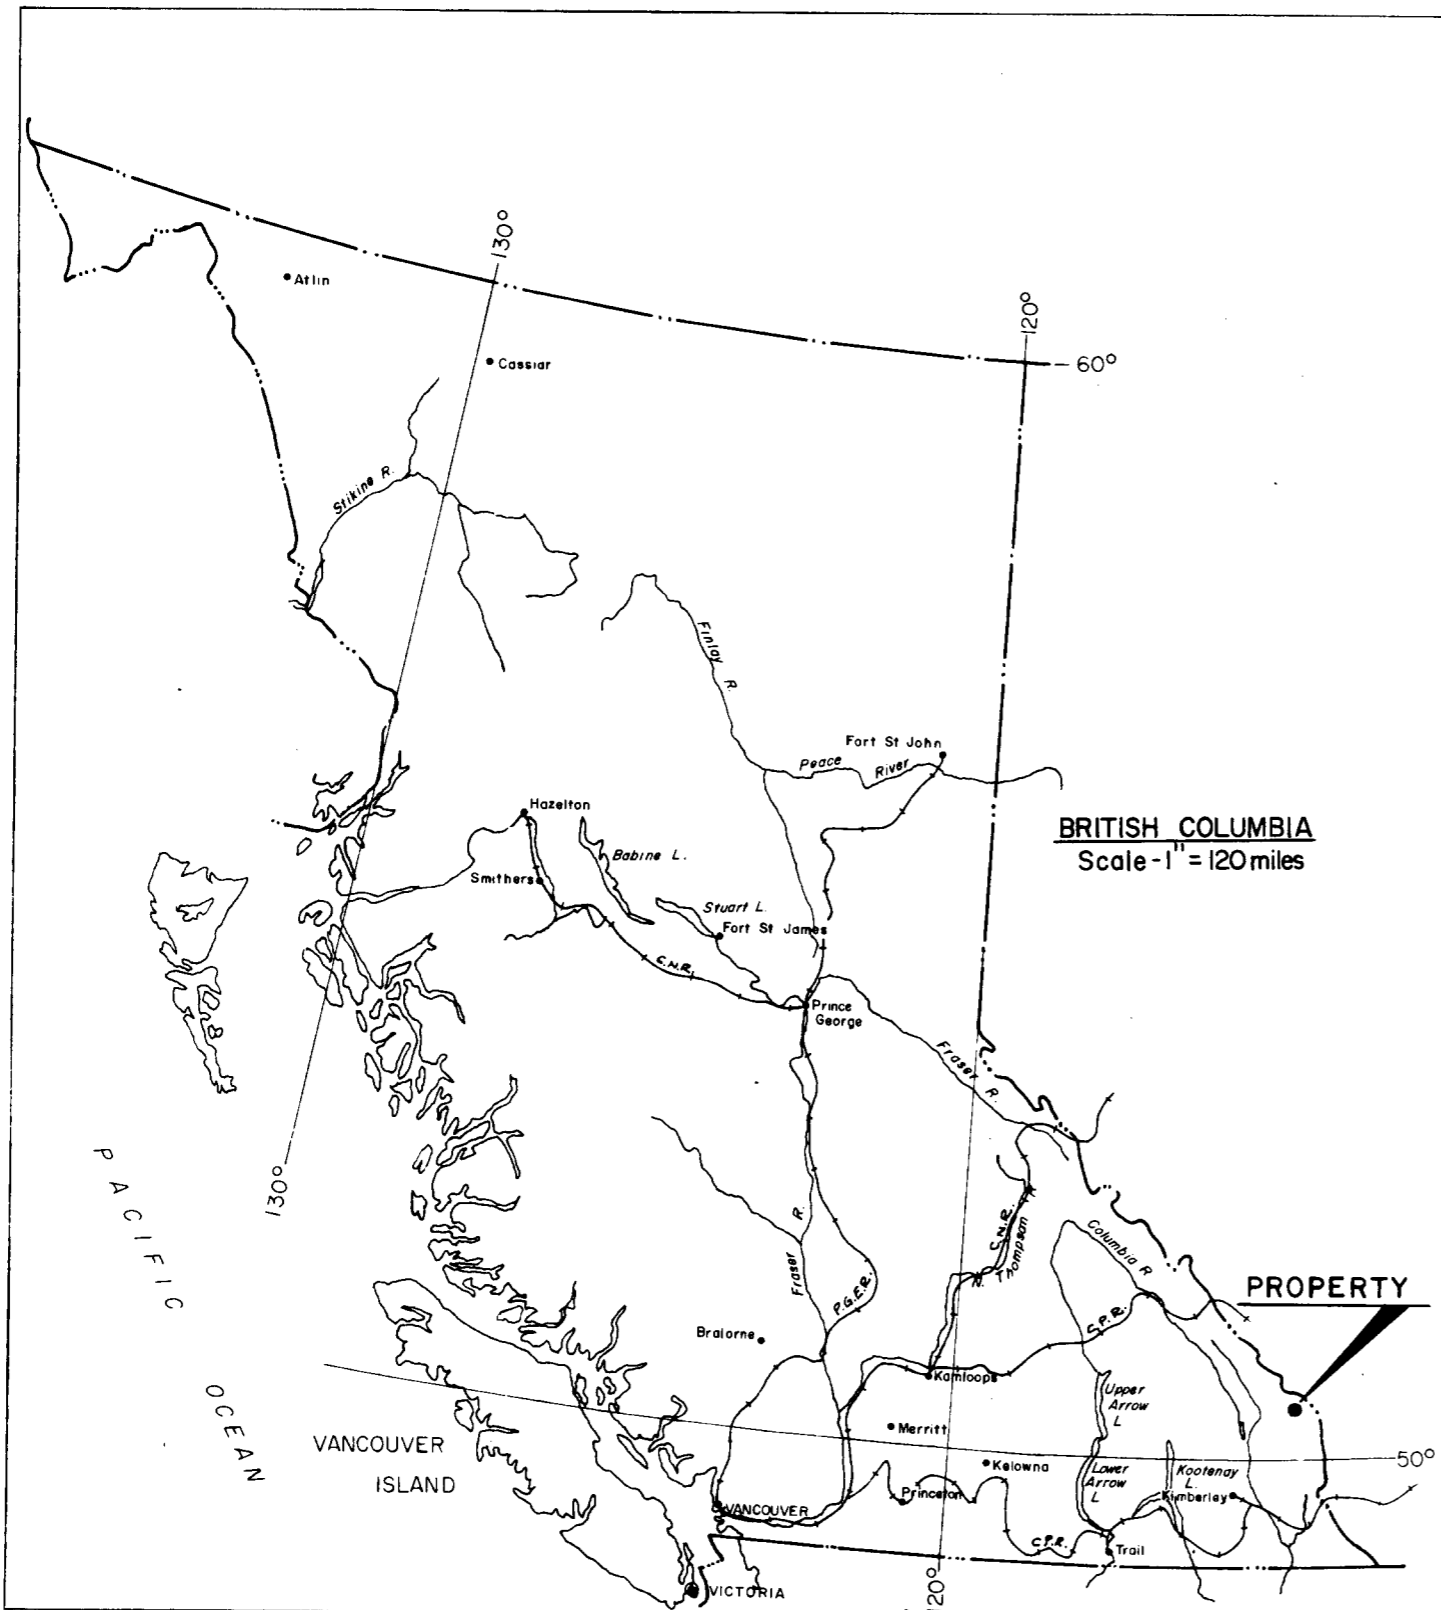 130°
120°
60°
Atlin
Cassiar
Stikine R.
Finlay R.
Fort St John
Peace River
Hazelton
BRITISH COLUMBIA
Scale - 1" = 120 miles
Babine L.
Smithers
Stuart L.
Fort St James
C.N.R.
Prince
George
Fraser R.
PACIFIC
OCEAN
130°
C.N.R.
N. Thompson
Columbia R
Fraser R.
P.G.E.R.
PROPERTY
C.P.R.
Bralorne
Kamloops
Upper
Arrow
L
Merritt
VANCOUVER
ISLAND
50°
Kelowna
Lower
Arrow
L
Kootenay
L.
Princeton
Kimberley
VANCOUVER
C.P.R.
Trail
VICTORIA
120°